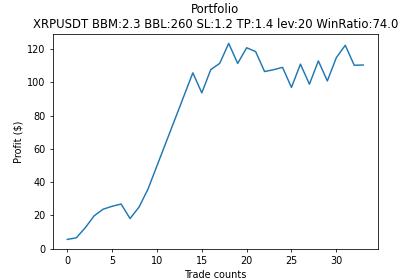 Portfolio
XRPUSDT BBM:2.3 BBL:260 SL:1.2 TP:1.4 lev:20 WinRatio:74.0
120
100
80
60
40
20
0
Profit ($)
0 5 10 15 20 25 30
Trade counts